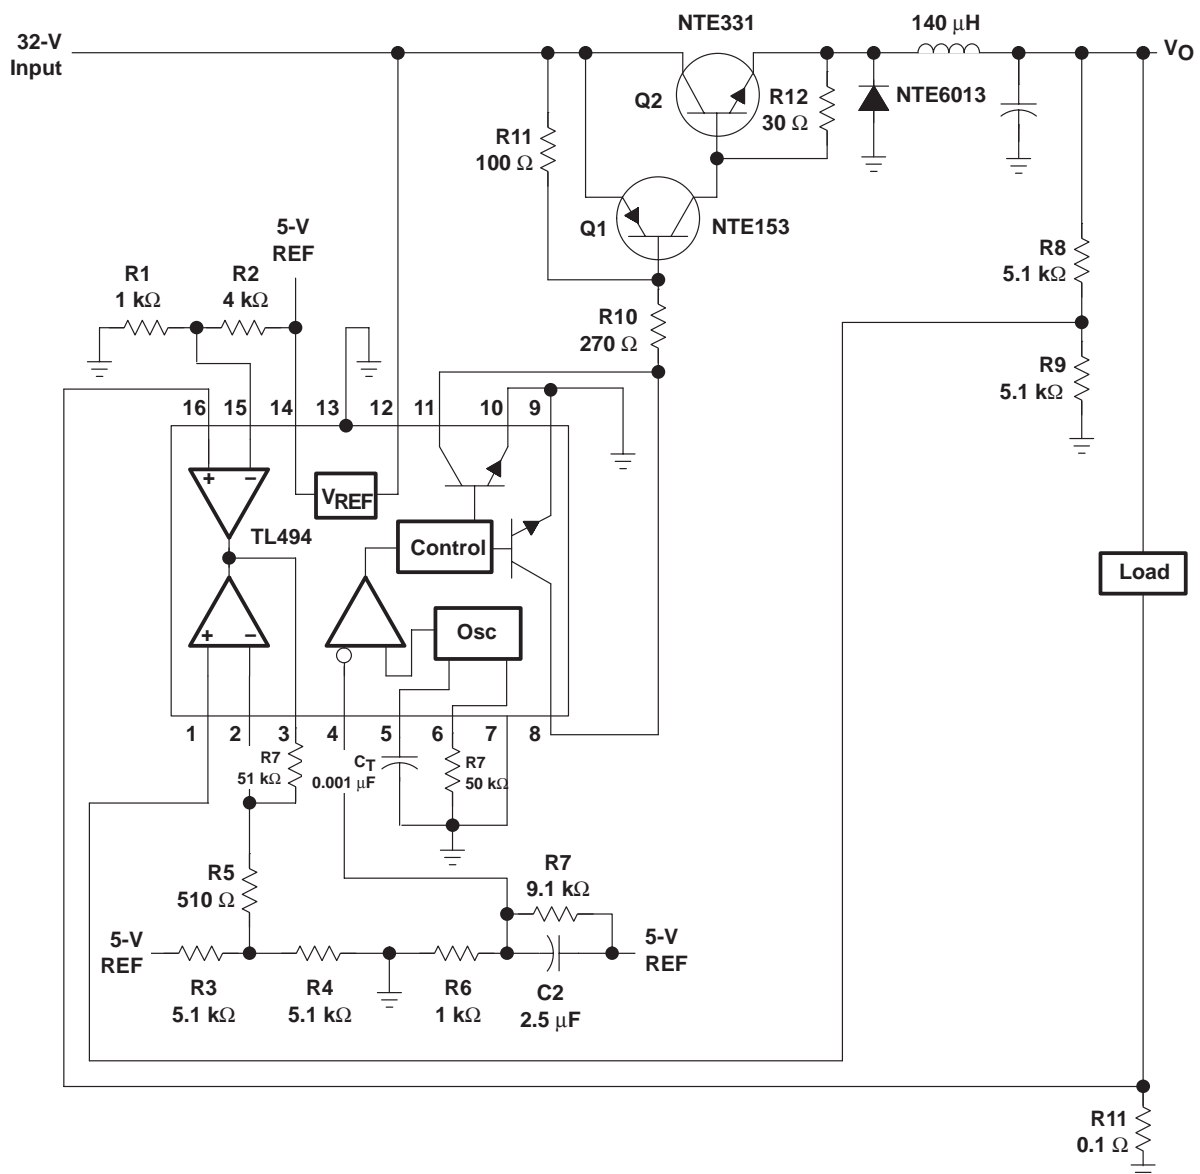 NTE331
140 μH
32-V
Input
VO
Q2
R12
30 Ω
NTE6013
R11
100 Ω
Q1
NTE153
5-V
REF
R1
1 kΩ
R2
4 kΩ
R8
5.1 kΩ
R10
270 Ω
R9
5.1 kΩ
16 15 14 13 12 11 10 9
+ −
VREF
TL494
Control
Load
+ −
Osc
1 2 3 4 5 6 7 8
R7
51 kΩ
CT
0.001 μF
R7
50 kΩ
R5
510 Ω
R7
9.1 kΩ
5-V
REF
5-V
REF
R3
5.1 kΩ
R4
5.1 kΩ
R6
1 kΩ
C2
2.5 μF
R11
0.1 Ω